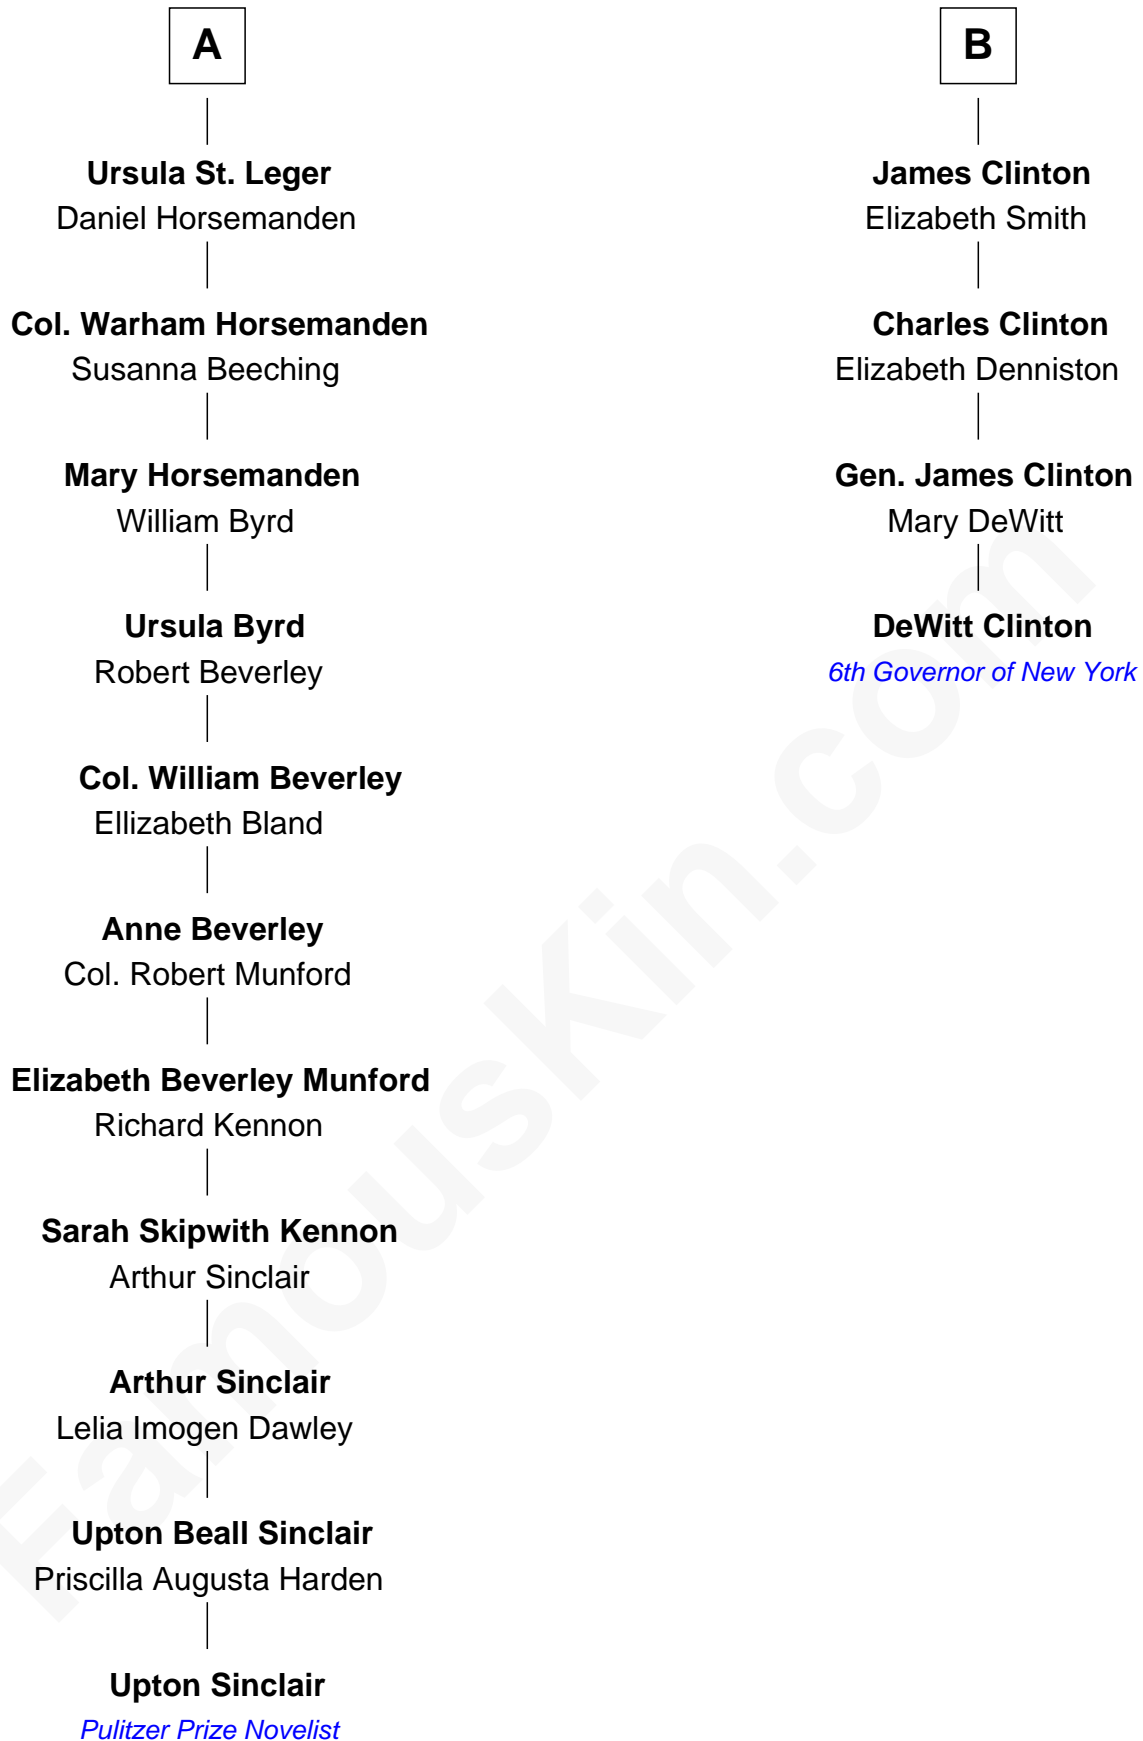 A
Ursula St. Leger
Daniel Horsemanden
Col. Warham Horsemanden
Susanna Beeching
Mary Horsemanden
William Byrd
Ursula Byrd
Robert Beverley
Col. William Beverley
Ellizabeth Bland
Anne Beverley
Col. Robert Munford
Elizabeth Beverley Munford
Richard Kennon
Sarah Skipwith Kennon
Arthur Sinclair
Arthur Sinclair
Lelia Imogen Dawley
Upton Beall Sinclair
Priscilla Augusta Harden
Upton Sinclair
Pulitzer Prize Novelist
B
James Clinton
Elizabeth Smith
Charles Clinton
Elizabeth Denniston
Gen. James Clinton
Mary DeWitt
DeWitt Clinton
6th Governor of New York
FamousKin.com